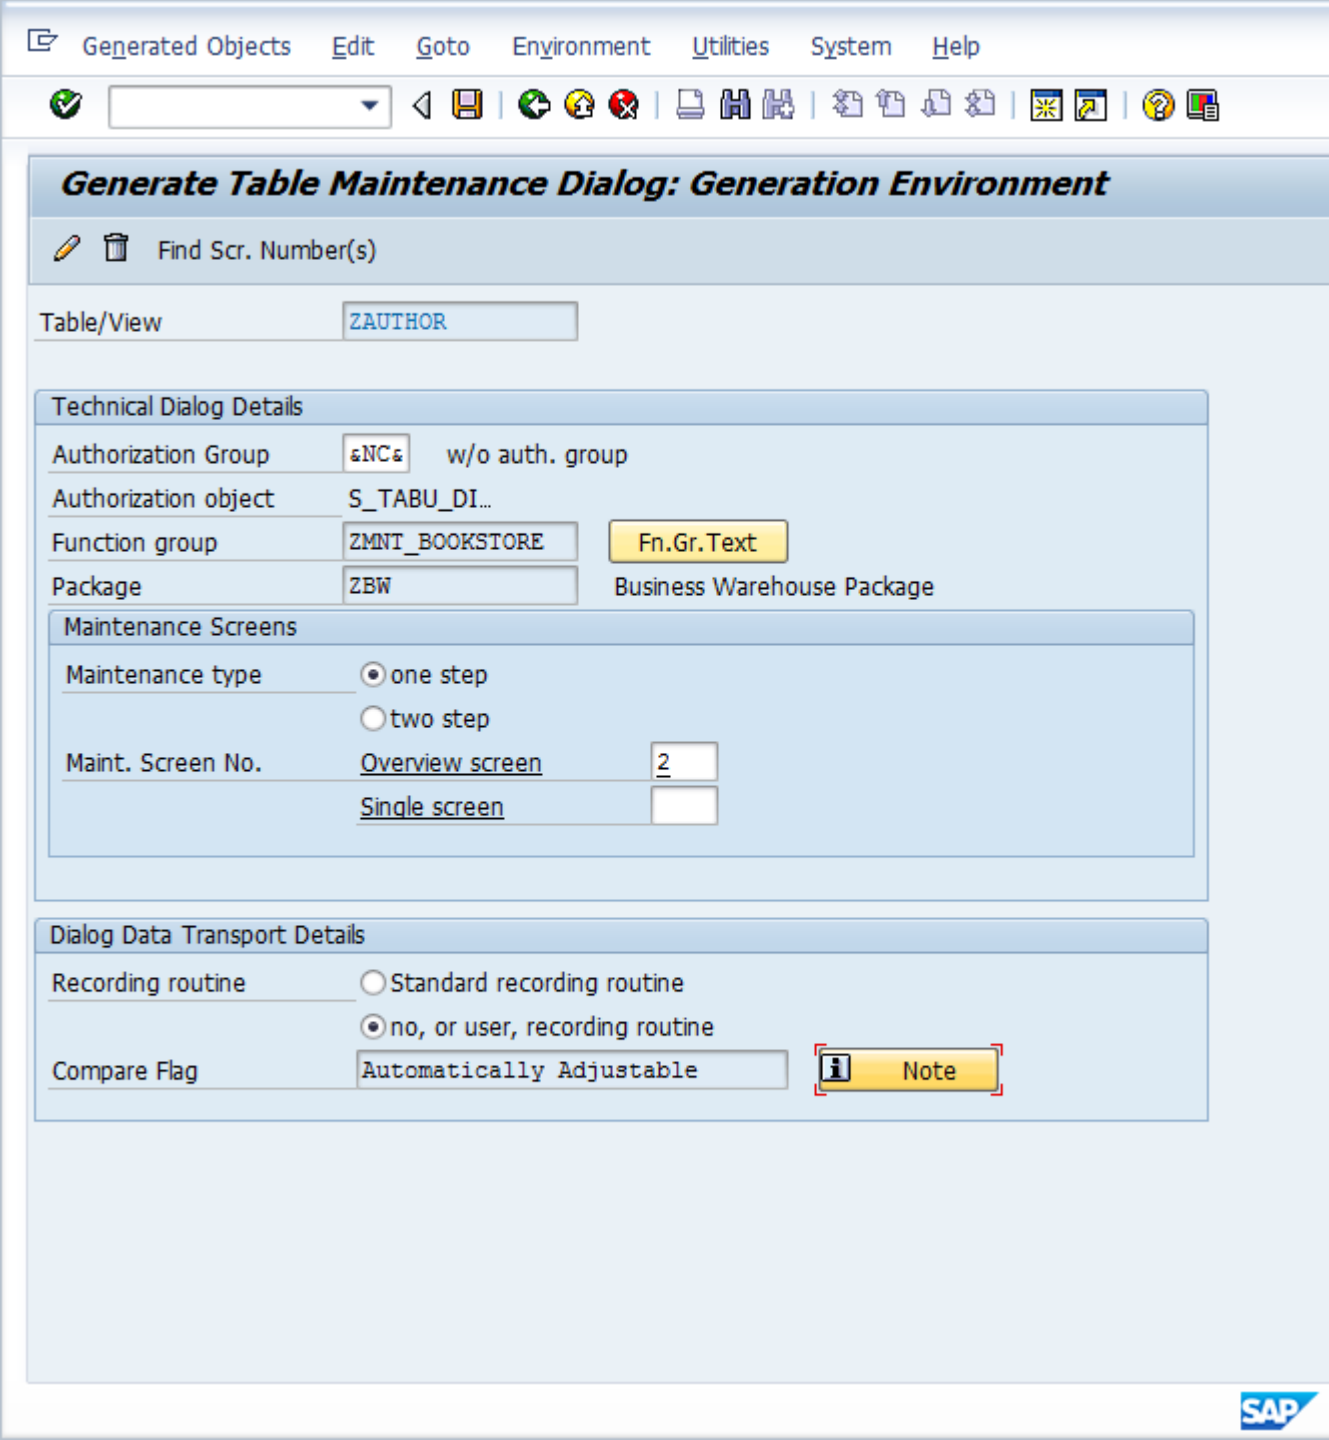 Generated Objects Edit Goto Environment Utilities System Help
Generate Table Maintenance Dialog: Generation Environment
Find Scr. Number(s)
Table/View ZAUTHOR
Technical Dialog Details
Authorization Group &NC& w/o auth. group
Authorization object S_TABU_DI...
Function group ZMNT_BOOKSTORE Fn.Gr.Text
Package ZBW Business Warehouse Package
Maintenance Screens
Maintenance type one step
two step
Maint. Screen No. Overview screen 2
Single screen
Dialog Data Transport Details
Recording routine Standard recording routine
no, or user, recording routine
Compare Flag Automatically Adjustable Note
SAP